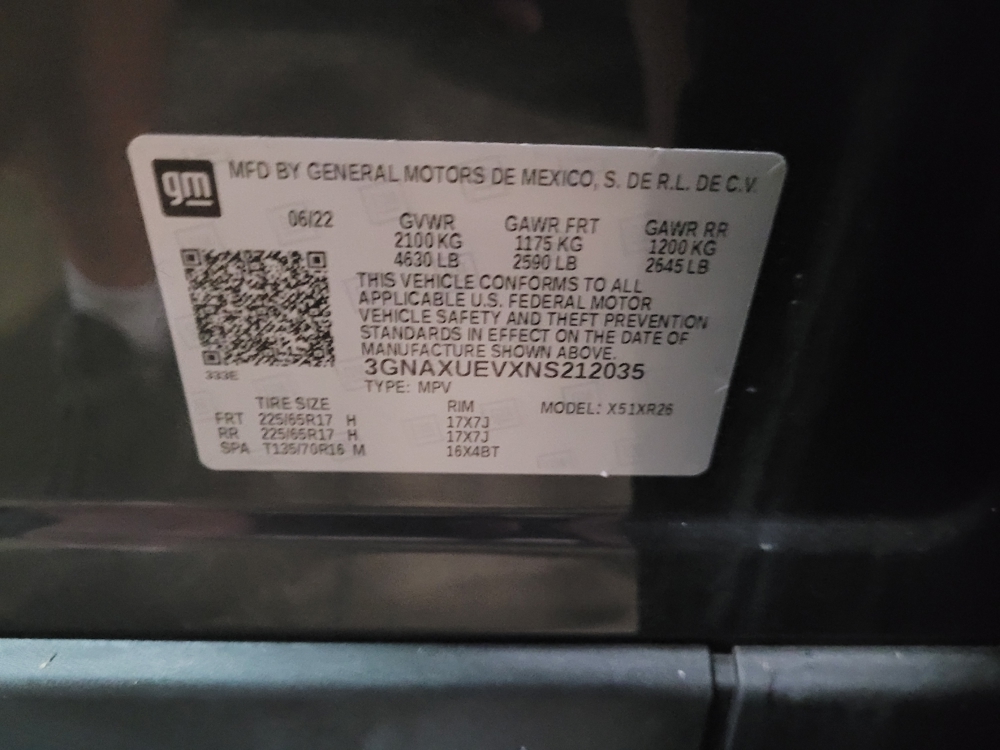 gm
MFD BY GENERAL MOTORS DE MEXICO, S. DE R.L. DE C.V.
06/22 GVWR GAWR FRT GAWR RR
2100 KG 1175 KG 1200 KG
4630 LB 2590 LB 2645 LB
THIS VEHICLE CONFORMS TO ALL
APPLICABLE U.S. FEDERAL MOTOR
VEHICLE SAFETY AND THEFT PREVENTION
STANDARDS IN EFFECT ON THE DATE OF
MANUFACTURE SHOWN ABOVE.
333E
3GNAXUEVXNS212035
TYPE: MPV
TIRE SIZE RIM MODEL: X51XR26
FRT 225/65R17 H 17X7J
RR 225/65R17 H 17X7J
SPA T135/70R16 M 16X4BT